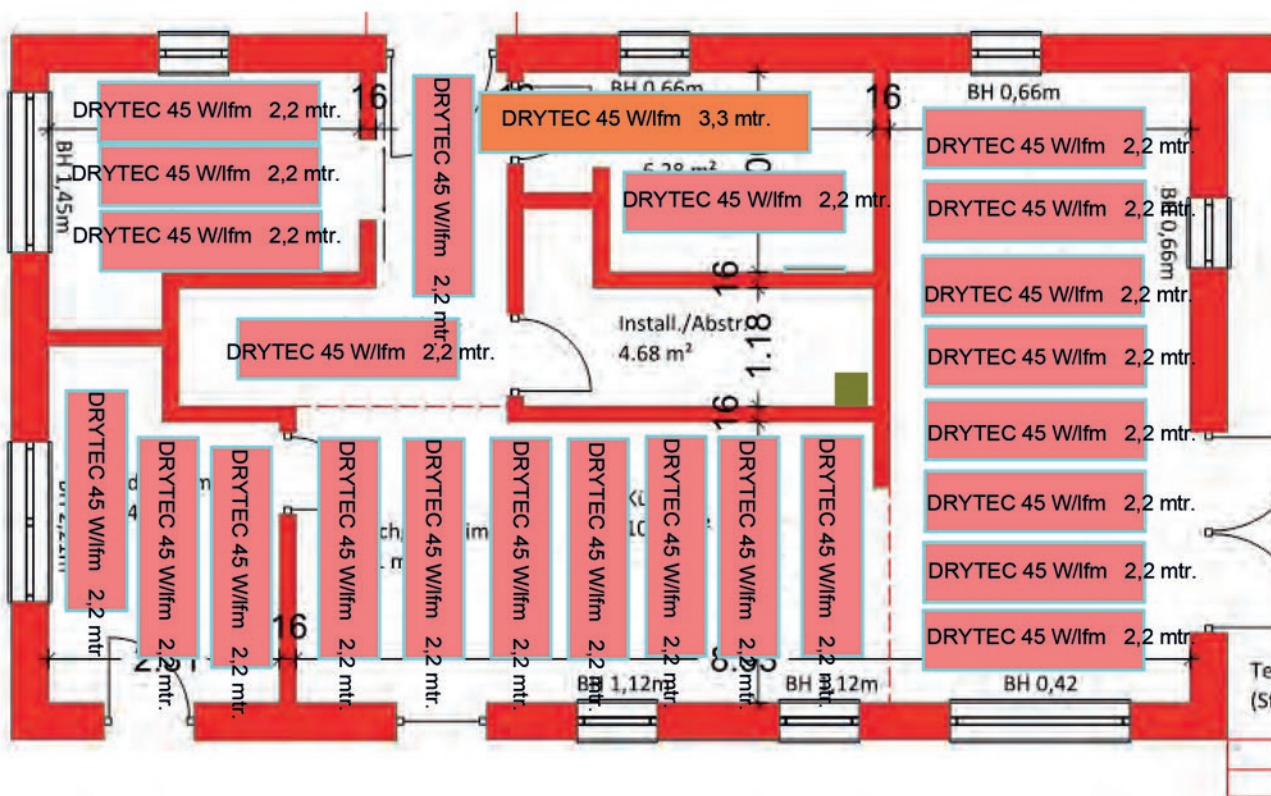 16
16
BH 0,66m
BH 0,66m
BH 1,45m
DRYTEC 45 W/lfm 2,2 mtr.
DRYTEC 45 W/lfm 2,2 mtr.
DRYTEC 45 W/lfm 2,2 mtr.
DRYTEC 45 W/lfm 2,2 mtr.
DRYTEC 45 W/lfm 3,3 mtr.
6.28 m²
DRYTEC 45 W/lfm 2,2 mtr.
DRYTEC 45 W/lfm 2,2 mtr.
DRYTEC 45 W/lfm 2,2 mtr.
BH 0,66m
DRYTEC 45 W/lfm 2,2 mtr.
DRYTEC 45 W/lfm 2,2 mtr.
DRYTEC 45 W/lfm 2,2 mtr.
DRYTEC 45 W/lfm 2,2 mtr.
DRYTEC 45 W/lfm 2,2 mtr.
DRYTEC 45 W/lfm 2,2 mtr.
DRYTEC 45 W/lfm 2,2 mtr.
16
Install./Abstr.
4.68 m²
1.18
16
DRYTEC 45 W/lfm 2,2 mtr
DRYTEC 45 W/lfm 2,2 mtr.
DRYTEC 45 W/lfm 2,2 mtr.
DRYTEC 45 W/lfm 2,2 mtr.
DRYTEC 45 W/lfm 2,2 mtr.
DRYTEC 45 W/lfm 2,2 mtr.
DRYTEC 45 W/lfm 2,2 mtr.
DRYTEC 45 W/lfm 2,2 mtr.
DRYTEC 45 W/lfm 2,2 mtr.
DRYTEC 45 W/lfm 2,2 mtr.
16
BH 1,12m
BH 1,12m
BH 0,42